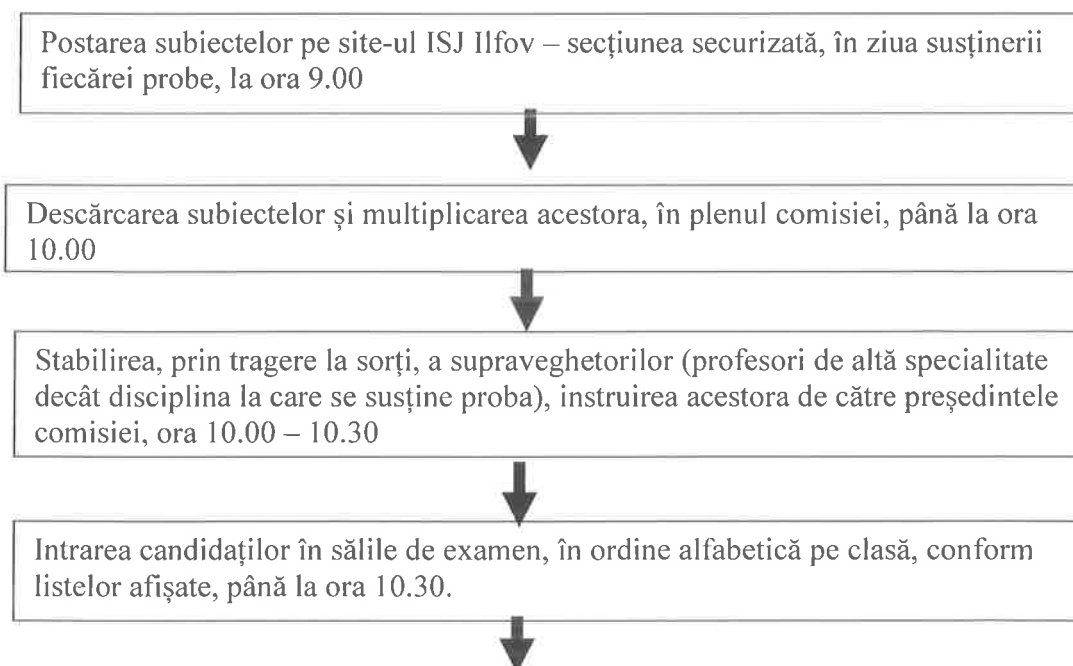 Postarea subiectelor pe site-ul ISJ Ilfov – secțiunea securizată, în ziua susținerii
fiecărei probe, la ora 9.00
Descărcarea subiectelor și multiplicarea acestora, în plenul comisiei, până la ora
10.00
Stabilirea, prin tragere la sorți, a supraveghetorilor (profesori de altă specialitate
decât disciplina la care se susține proba), instruirea acestora de către președintele
comisiei, ora 10.00 – 10.30
Intrarea candidaților în sălile de examen, în ordine alfabetică pe clasă, conform
listelor afișate, până la ora 10.30.